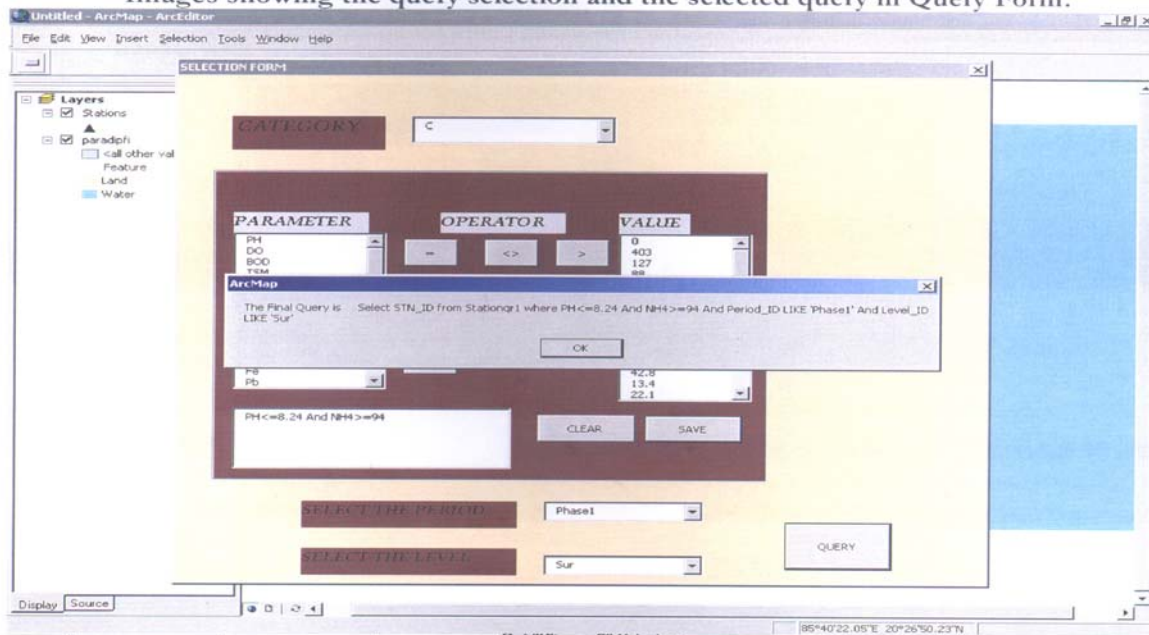 Images showing the query selection and the selected query in Query Form.
Untitled - ArcMap - ArcEditor
File Edit View Insert Selection Tools Window Help
SELECTION FORM
Layers
Stations
paradipfi
<all other val
Feature
Land
Water
CATEGORY
C
PARAMETER OPERATOR VALUE
PH
DO
BOD
TSM
= <> >
0
403
127
88
ArcMap
The Final Query is Select STN_ID from Stationqr1 where PH<=8.24 And NH4>=94 And Period_ID LIKE 'Phase1' And Level_ID
LIKE 'Sur'
OK
Fe
Pb
42.8
13.4
22.1
PH<=8.24 And NH4>=94
CLEAR SAVE
SELECT THE PERIOD
Phase1
SELECT THE LEVEL
Sur
QUERY
Display Source
85°40'22.05"E 20°26'50.23"N